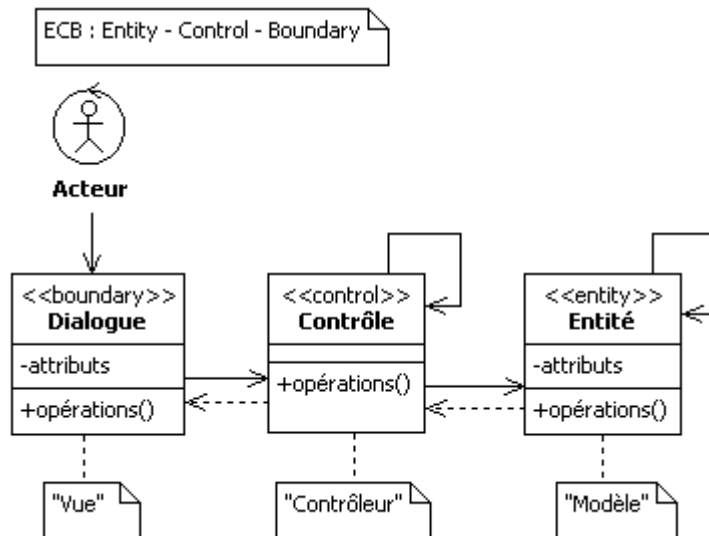 ECB : Entity - Control - Boundary
Acteur
<<boundary>>
Dialogue
-attributs
+opérations()
<<control>>
Contrôle
+opérations()
<<entity>>
Entité
-attributs
+opérations()
"Vue"
"Contrôleur"
"Modèle"